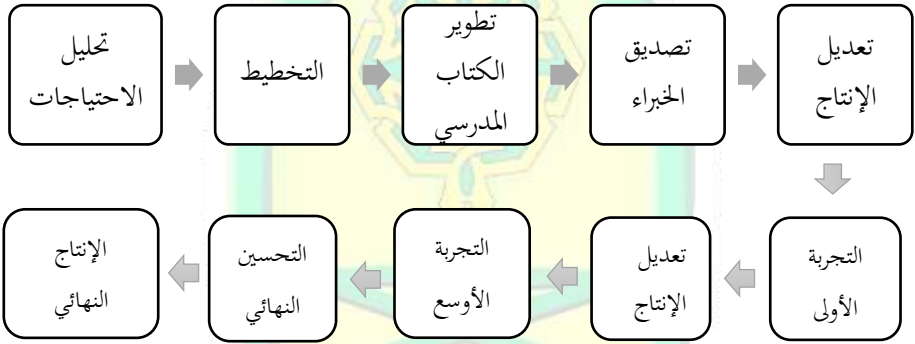 تحليل
الاحتياجات
التخطيط
تطوير
الكتاب
المدرسي
تصديق
الخبراء
تعديل
الإنتاج
التجربة
الأولى
تعديل
الإنتاج
التجربة
الأوسع
التحسين
النهائي
الإنتاج
النهائي